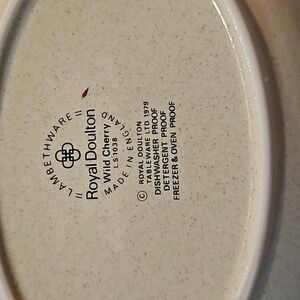 = LAMBETHWARE =
Royal Doulton
Wild Cherry
LS1038
MADE IN ENGLAND
© ROYAL DOULTON
TABLEWARE LTD 1979
DISHWASHER PROOF
DETERGENT PROOF
FREEZER & OVEN PROOF